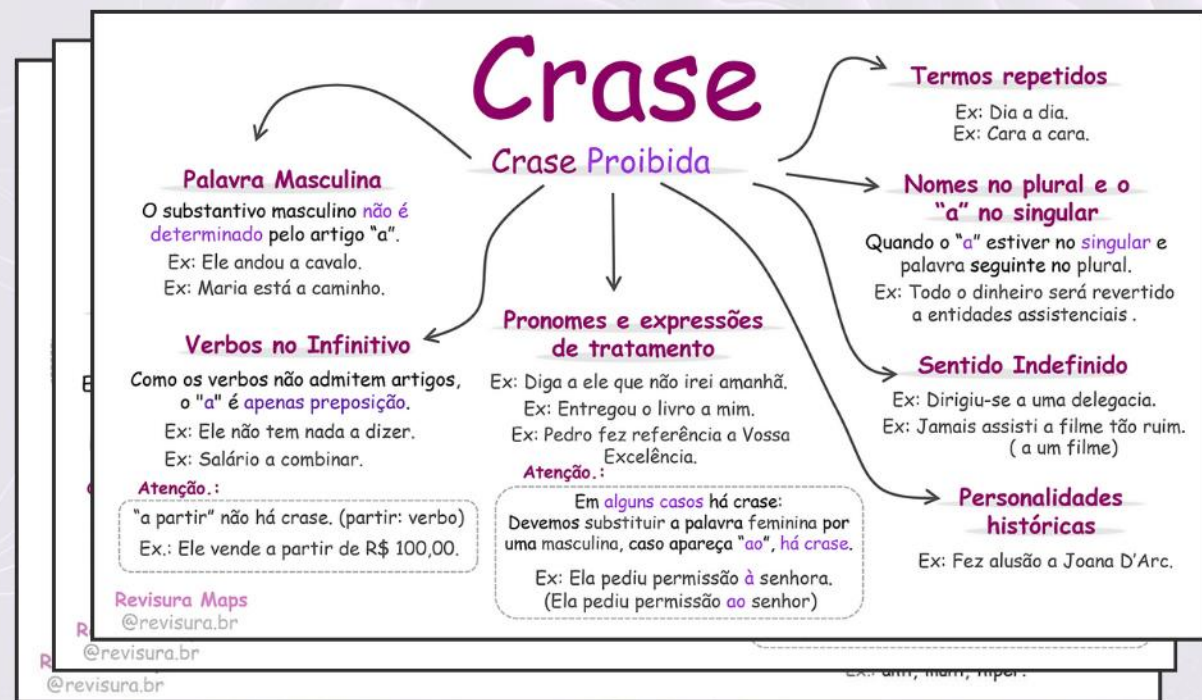 Crase
Crase Proibida
Palavra Masculina
O substantivo masculino não é
determinado pelo artigo “a”.
Ex: Ele andou a cavalo.
Ex: Maria está a caminho.
Verbos no Infinitivo
Como os verbos não admitem artigos,
o "a" é apenas preposição.
Ex: Ele não tem nada a dizer.
Ex: Salário a combinar.
Atenção.:
“a partir” não há crase. (partir: verbo)
Ex.: Ele vende a partir de R$ 100,00.
Pronomes e expressões
de tratamento
Ex: Diga a ele que não irei amanhã.
Ex: Entregou o livro a mim.
Ex: Pedro fez referência a Vossa
Excelência.
Atenção.:
Em alguns casos há crase:
Devemos substituir a palavra feminina por
uma masculina, caso apareça “ao”, há crase.
Ex: Ela pediu permissão à senhora.
(Ela pediu permissão ao senhor)
Termos repetidos
Ex: Dia a dia.
Ex: Cara a cara.
Nomes no plural e o
“a” no singular
Quando o “a” estiver no singular e
palavra seguinte no plural.
Ex: Todo o dinheiro será revertido
a entidades assistenciais .
Sentido Indefinido
Ex: Dirigiu-se a uma delegacia.
Ex: Jamais assisti a filme tão ruim.
( a um filme)
Personalidades
históricas
Ex: Fez alusão a Joana D’Arc.
Revisura Maps
@revisura.br
@revisura.br
@revisura.br